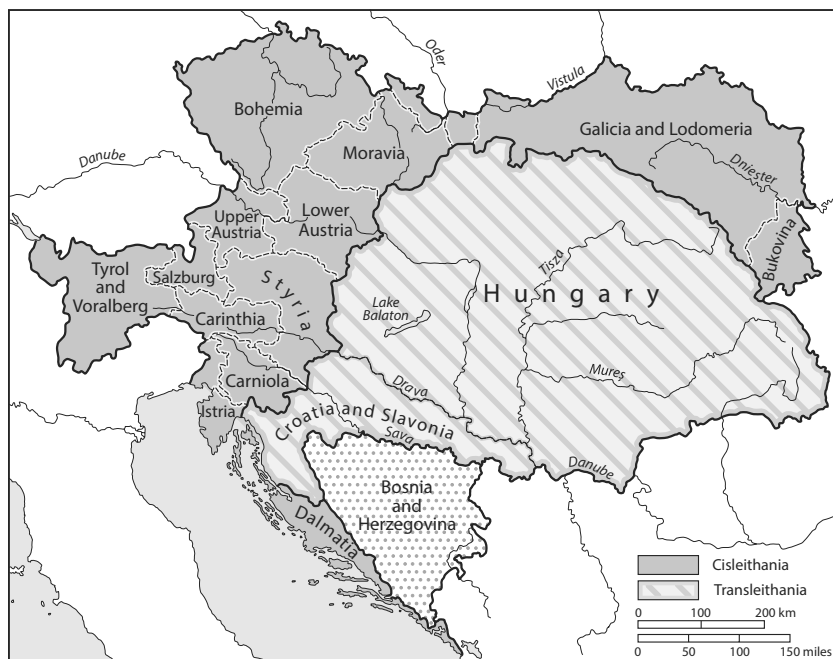 Oder
Vistula
Bohemia
Galicia and Lodomeria
Moravia
Danube
Dniester
Upper
Austria
Lower
Austria
Bukovina
Tyrol
and
Voralberg
Salzburg
Styria
Tisza
Hungary
Lake
Balaton
Carinthia
Mureș
Carniola
Drava
Istria
Croatia and Slavonia
Sava
Danube
Bosnia
and
Herzegovina
Dalmatia
Cisleithania
Transleithania
0 100 200 km
0 50 100 150 miles